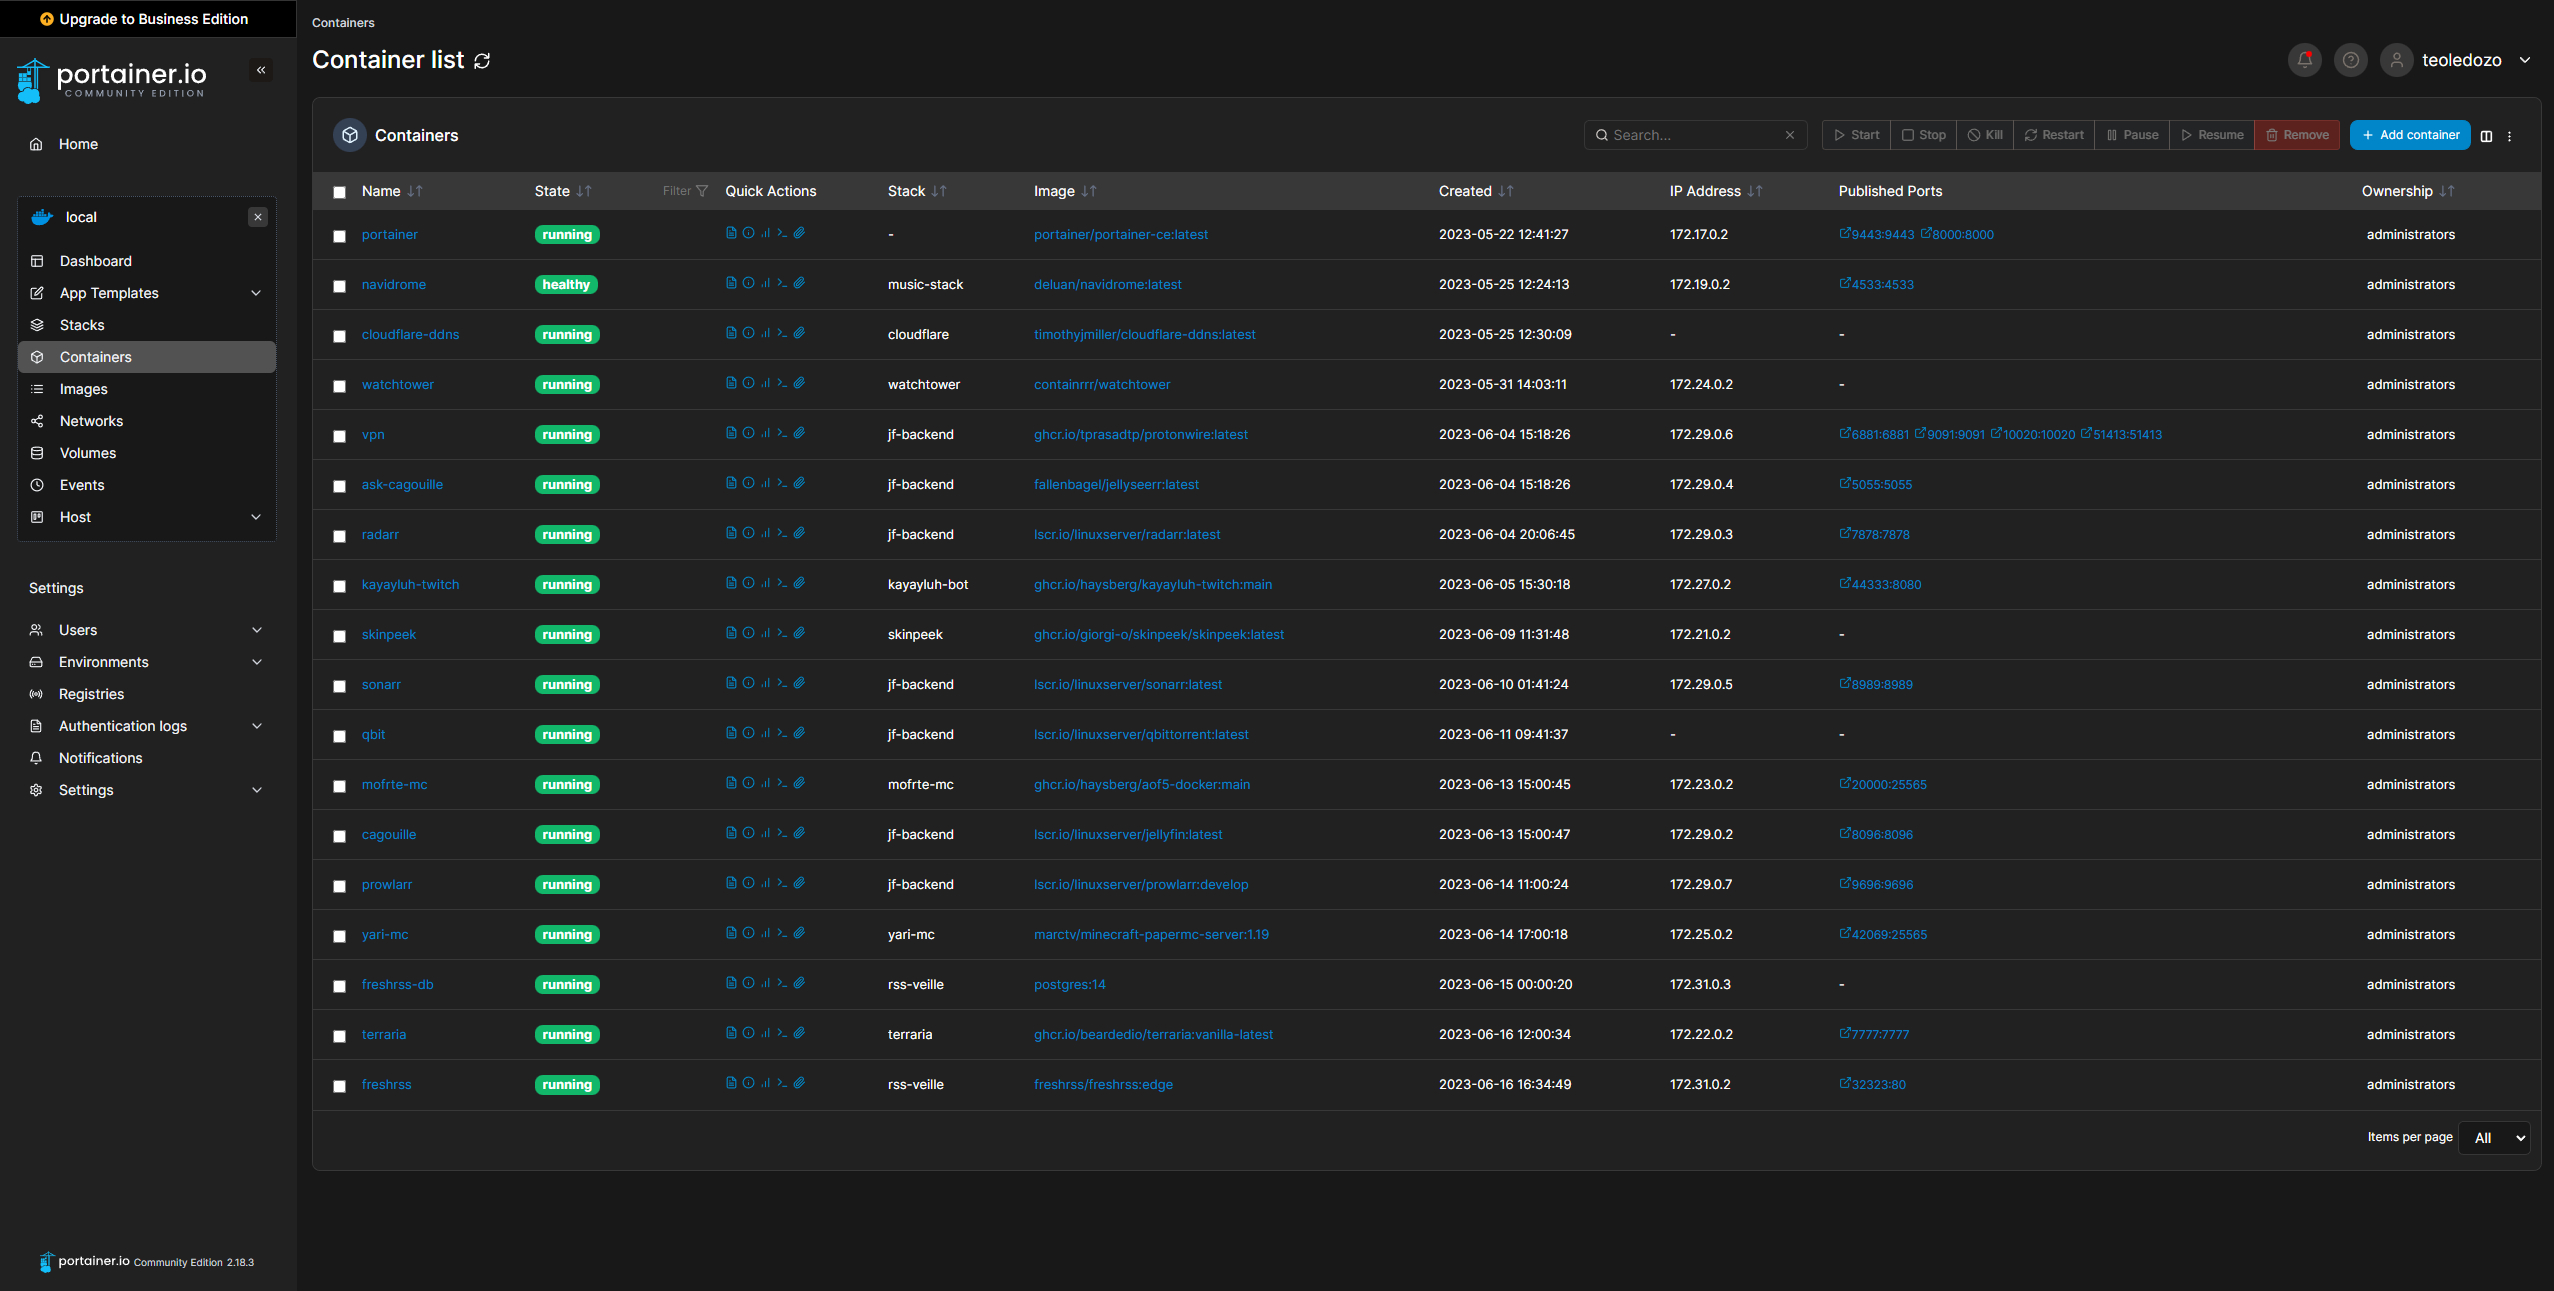 Upgrade to Business Edition
portainer.io
COMMUNITY EDITION
Home
local
Dashboard
App Templates
Stacks
Containers
Images
Networks
Volumes
Events
Host
Settings
Users
Environments
Registries
Authentication logs
Notifications
Settings
portainer.io Community Edition 2.18.3
Containers
Container list
teoledozo
Containers
Search...
Start Stop Kill Restart Pause Resume Remove + Add container
Name State Filter Quick Actions Stack Image Created IP Address Published Ports Ownership
portainer running - portainer/portainer-ce:latest 2023-05-22 12:41:27 172.17.0.2 9443:9443 8000:8000 administrators
navidrome healthy music-stack deluan/navidrome:latest 2023-05-25 12:24:13 172.19.0.2 4533:4533 administrators
cloudflare-ddns running cloudflare timothyjmiller/cloudflare-ddns:latest 2023-05-25 12:30:09 - - administrators
watchtower running watchtower containrrr/watchtower 2023-05-31 14:03:11 172.24.0.2 - administrators
vpn running jf-backend ghcr.io/tprasadtp/protonwire:latest 2023-06-04 15:18:26 172.29.0.6 6881:6881 9091:9091 10020:10020 51413:51413 administrators
ask-cagouille running jf-backend fallenbagel/jellyseerr:latest 2023-06-04 15:18:26 172.29.0.4 5055:5055 administrators
radarr running jf-backend lscr.io/linuxserver/radarr:latest 2023-06-04 20:06:45 172.29.0.3 7878:7878 administrators
kayayluh-twitch running kayayluh-bot ghcr.io/haysberg/kayayluh-twitch:main 2023-06-05 15:30:18 172.27.0.2 44333:8080 administrators
skinpeek running skinpeek ghcr.io/giorgi-o/skinpeek/skinpeek:latest 2023-06-09 11:31:48 172.21.0.2 - administrators
sonarr running jf-backend lscr.io/linuxserver/sonarr:latest 2023-06-10 01:41:24 172.29.0.5 8989:8989 administrators
qbit running jf-backend lscr.io/linuxserver/qbittorrent:latest 2023-06-11 09:41:37 - - administrators
mofrte-mc running mofrte-mc ghcr.io/haysberg/aof5-docker:main 2023-06-13 15:00:45 172.23.0.2 20000:25565 administrators
cagouille running jf-backend lscr.io/linuxserver/jellyfin:latest 2023-06-13 15:00:47 172.29.0.2 8096:8096 administrators
prowlarr running jf-backend lscr.io/linuxserver/prowlarr:develop 2023-06-14 11:00:24 172.29.0.7 9696:9696 administrators
yari-mc running yari-mc marctv/minecraft-papermc-server:1.19 2023-06-14 17:00:18 172.25.0.2 42069:25565 administrators
freshrss-db running rss-veille postgres:14 2023-06-15 00:00:20 172.31.0.3 - administrators
terraria running terraria ghcr.io/beardedio/terraria:vanilla-latest 2023-06-16 12:00:34 172.22.0.2 7777:7777 administrators
freshrss running rss-veille freshrss/freshrss:edge 2023-06-16 16:34:49 172.31.0.2 32323:80 administrators
Items per page All